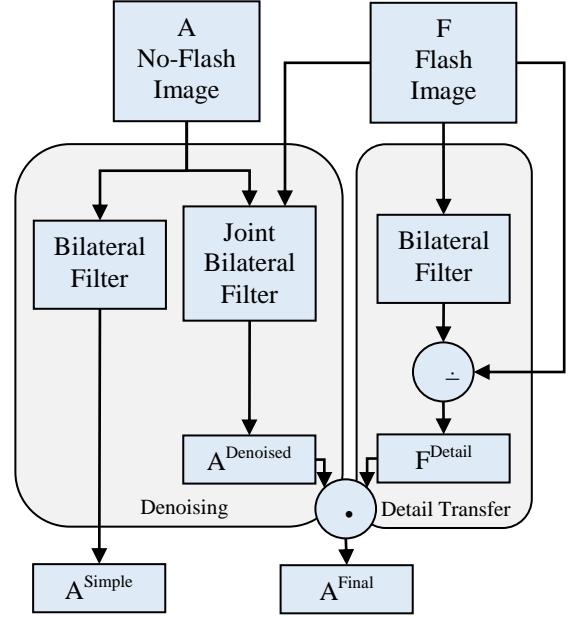 A
No-Flash
Image
F
Flash
Image
Bilateral
Filter
Joint
Bilateral
Filter
Bilateral
Filter
÷
A^Denoised
F^Detail
Denoising
•
Detail Transfer
A^Simple
A^Final